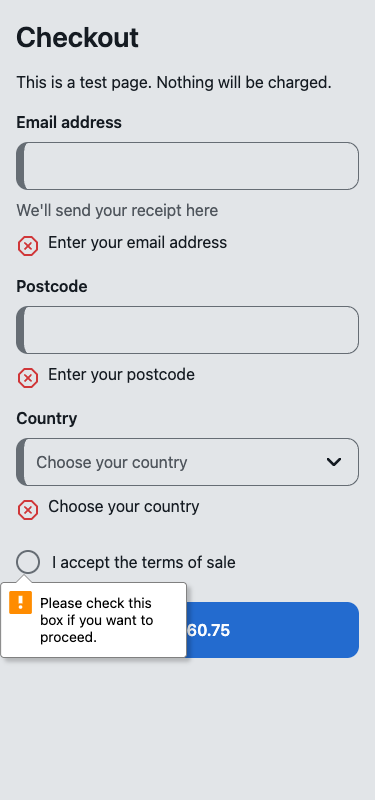 Checkout
This is a test page. Nothing will be charged.
Email address
We'll send your receipt here
Enter your email address
Postcode
Enter your postcode
Country
Choose your country
Choose your country
I accept the terms of sale
Please check this
box if you want to
proceed.
60.75